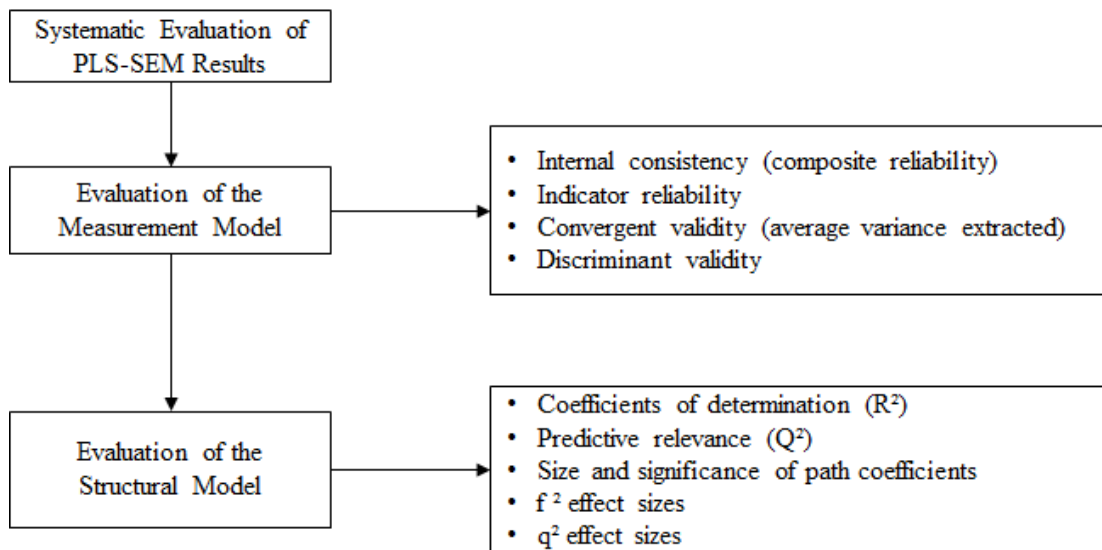 Systematic Evaluation of
PLS-SEM Results
Evaluation of the
Measurement Model
• Internal consistency (composite reliability)
• Indicator reliability
• Convergent validity (average variance extracted)
• Discriminant validity
Evaluation of the
Structural Model
• Coefficients of determination (R²)
• Predictive relevance (Q²)
• Size and significance of path coefficients
• f ² effect sizes
• q² effect sizes